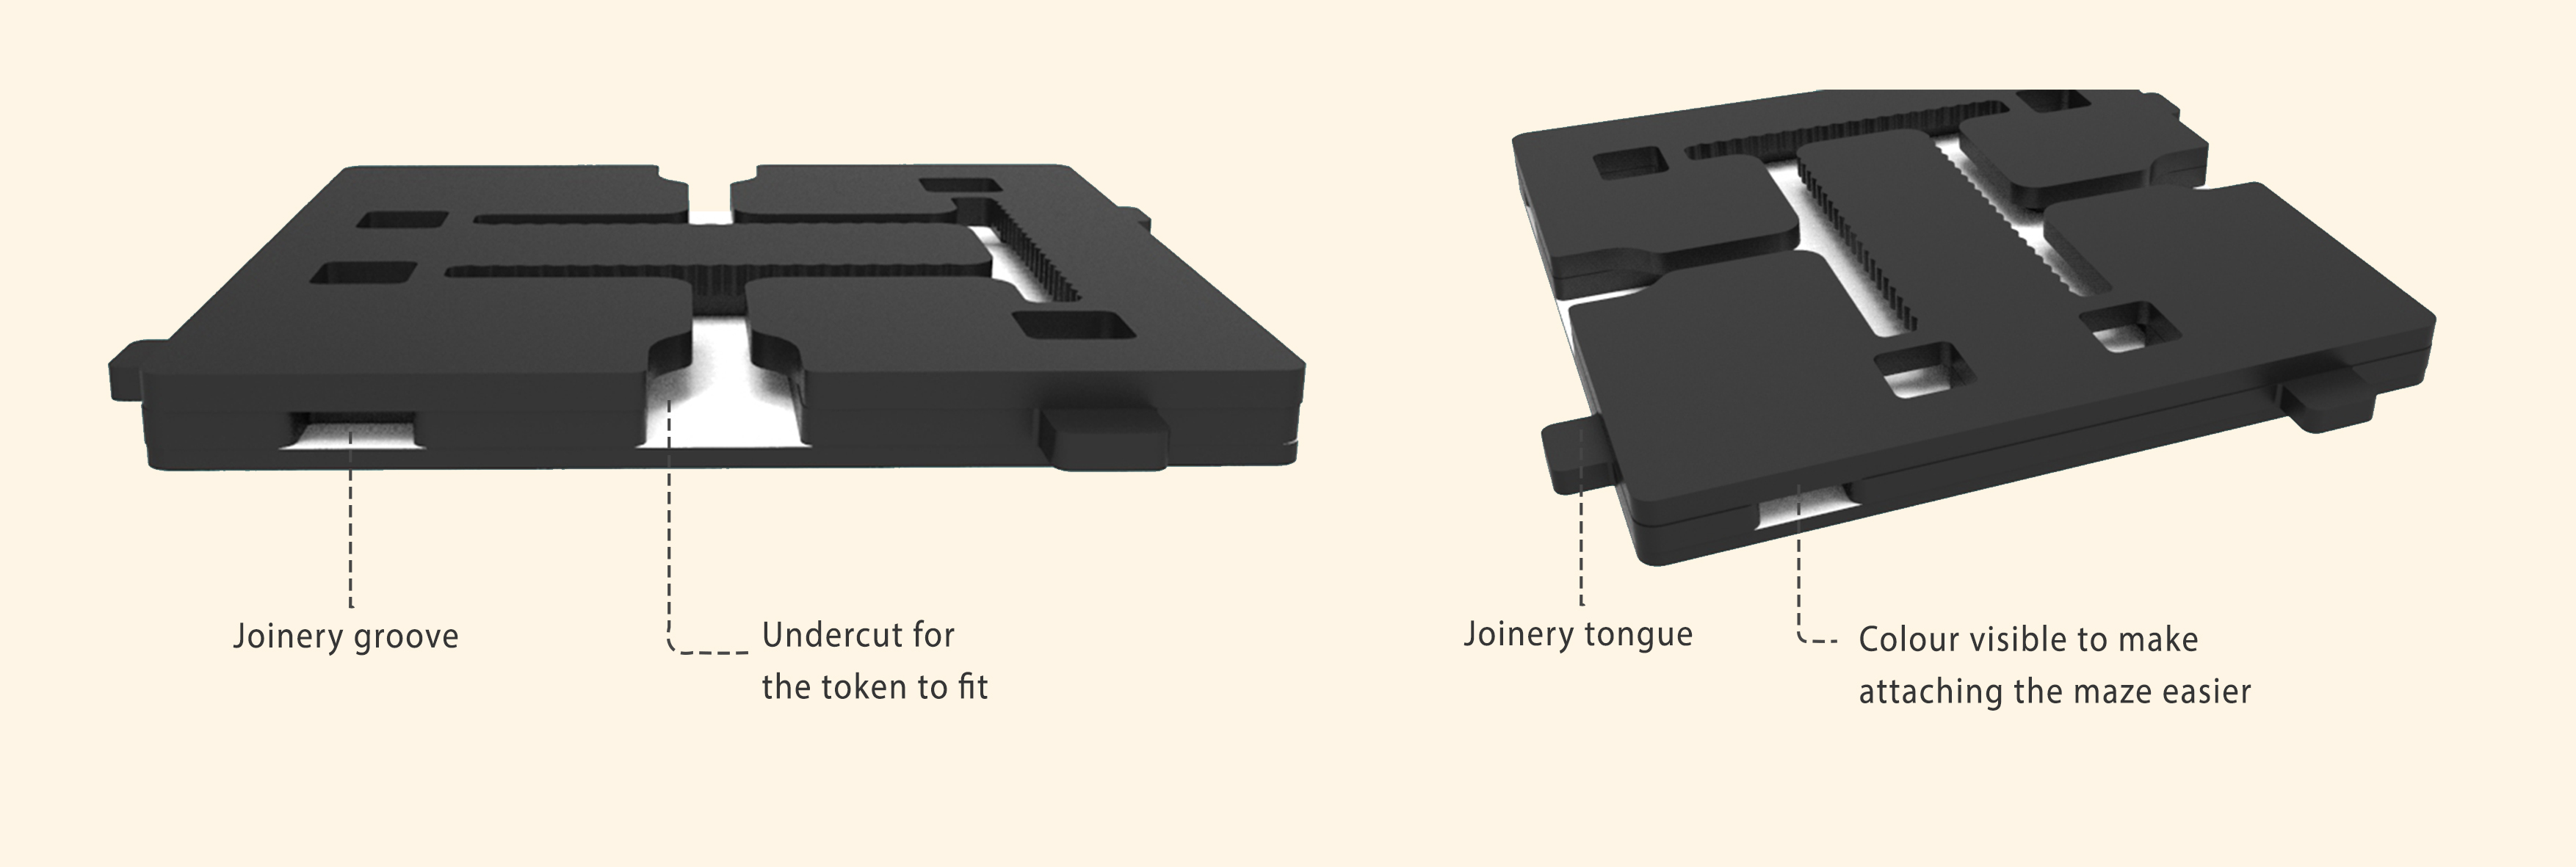 Joinery groove
Undercut for
the token to fit
Joinery tongue
Colour visible to make
attaching the maze easier